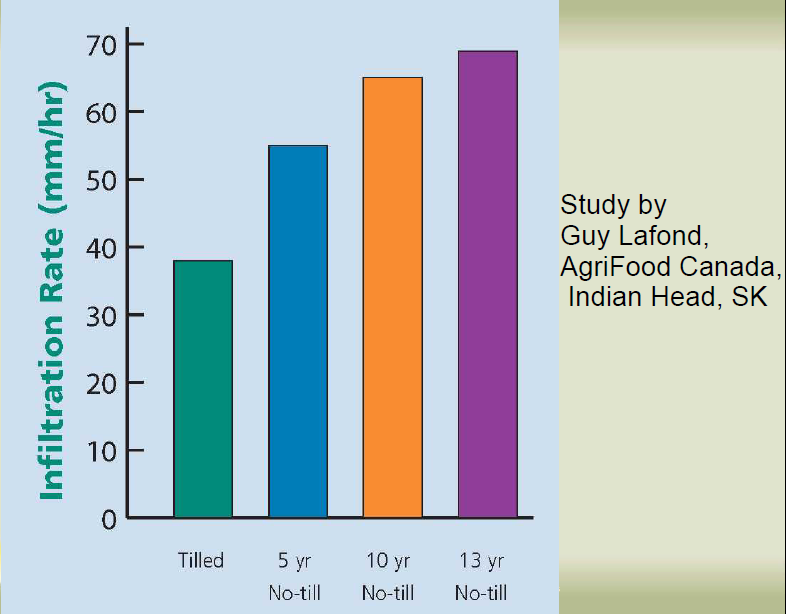 Infiltration Rate (mm/hr)
70
60
50
40
30
20
10
0
Tilled
5 yr
No-till
10 yr
No-till
13 yr
No-till
Study by
Guy Lafond,
AgriFood Canada,
Indian Head, SK